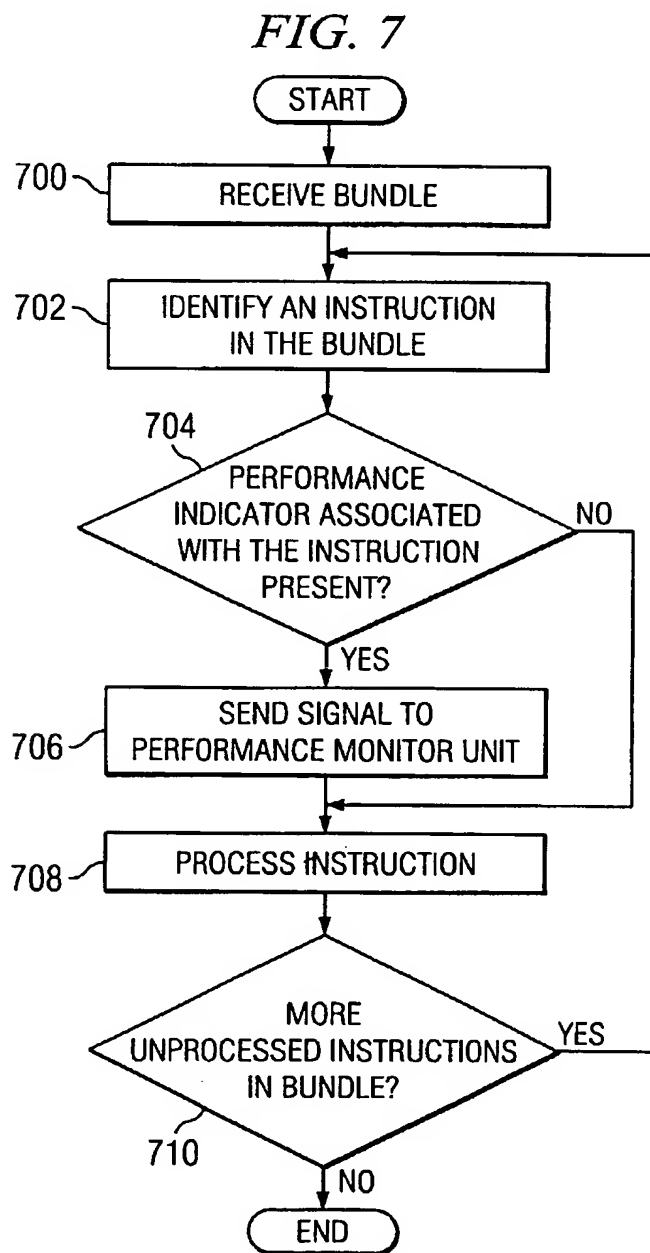 FIG. 7
START
700
RECEIVE BUNDLE
702
IDENTIFY AN INSTRUCTION
IN THE BUNDLE
704
PERFORMANCE
INDICATOR ASSOCIATED
WITH THE INSTRUCTION
PRESENT?
NO
YES
706
SEND SIGNAL TO
PERFORMANCE MONITOR UNIT
708
PROCESS INSTRUCTION
MORE
UNPROCESSED INSTRUCTIONS
IN BUNDLE?
YES
710
NO
END